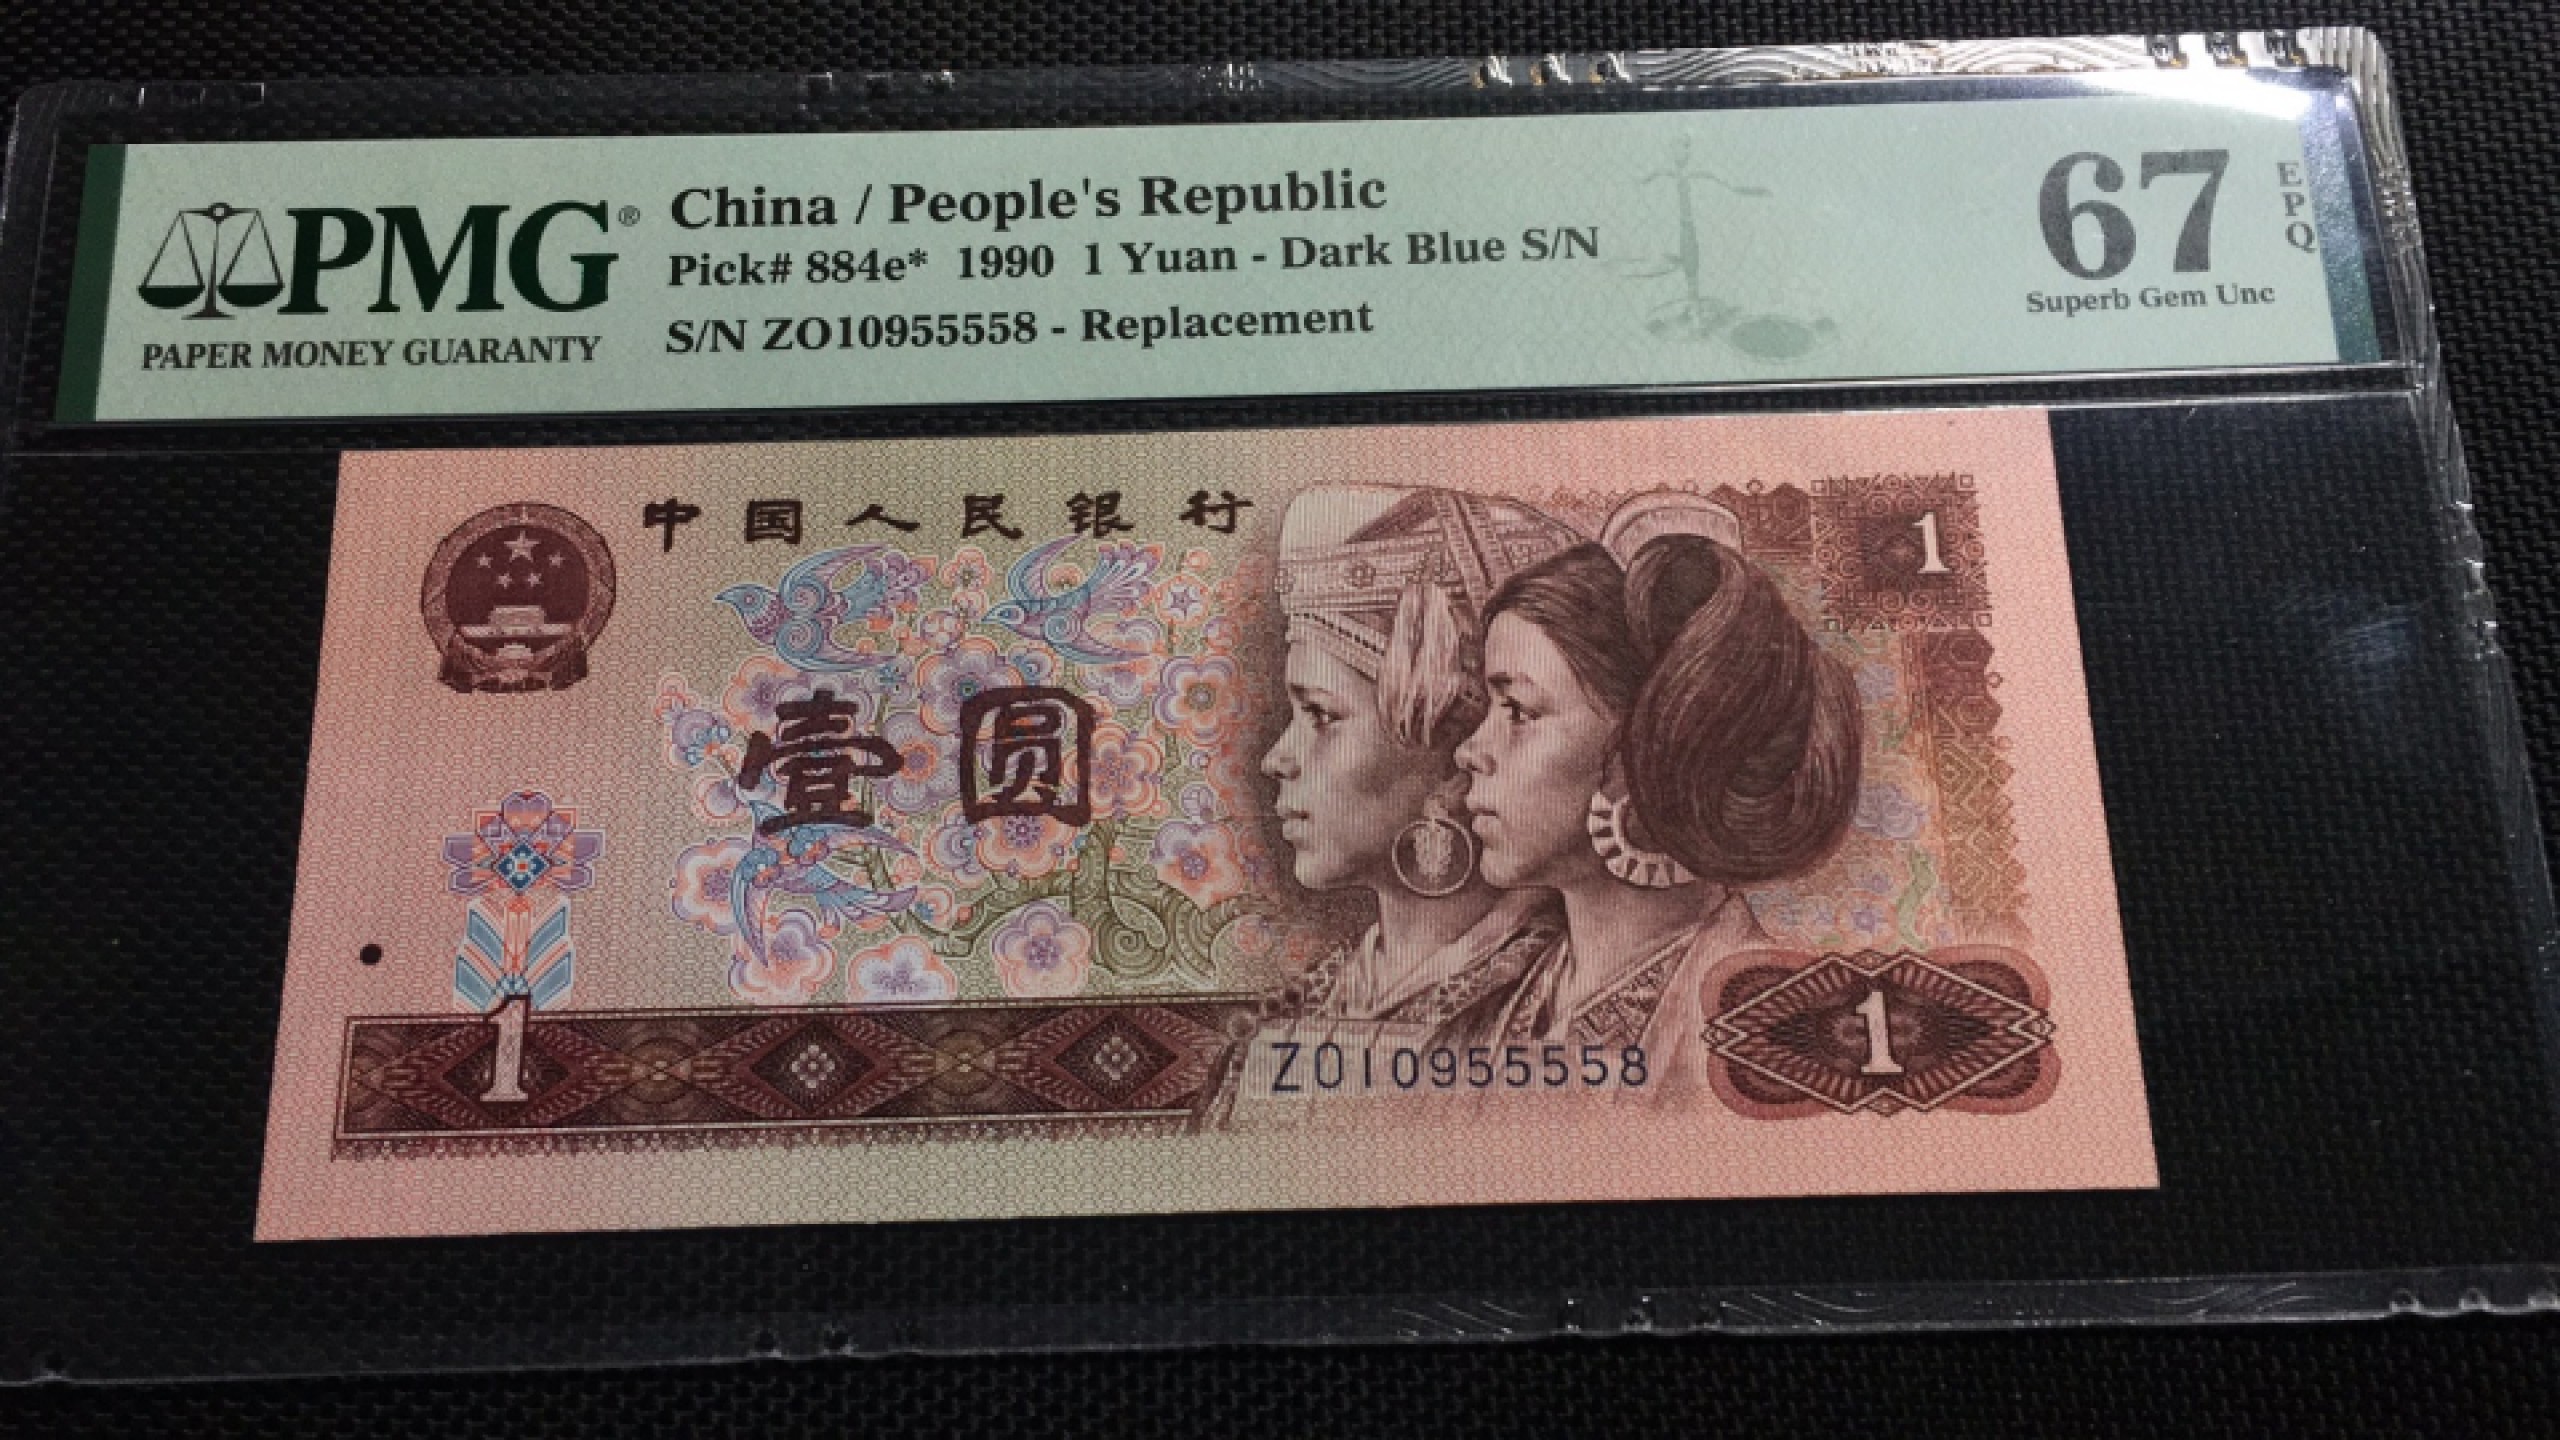 PMG®
PAPER MONEY GUARANTY
China / People's Republic
Pick# 884e* 1990 1 Yuan - Dark Blue S/N
S/N ZO10955558 - Replacement
67
EPQ
Superb Gem Unc
中国人民银行
1
壹圆
1
ZO10955558
1